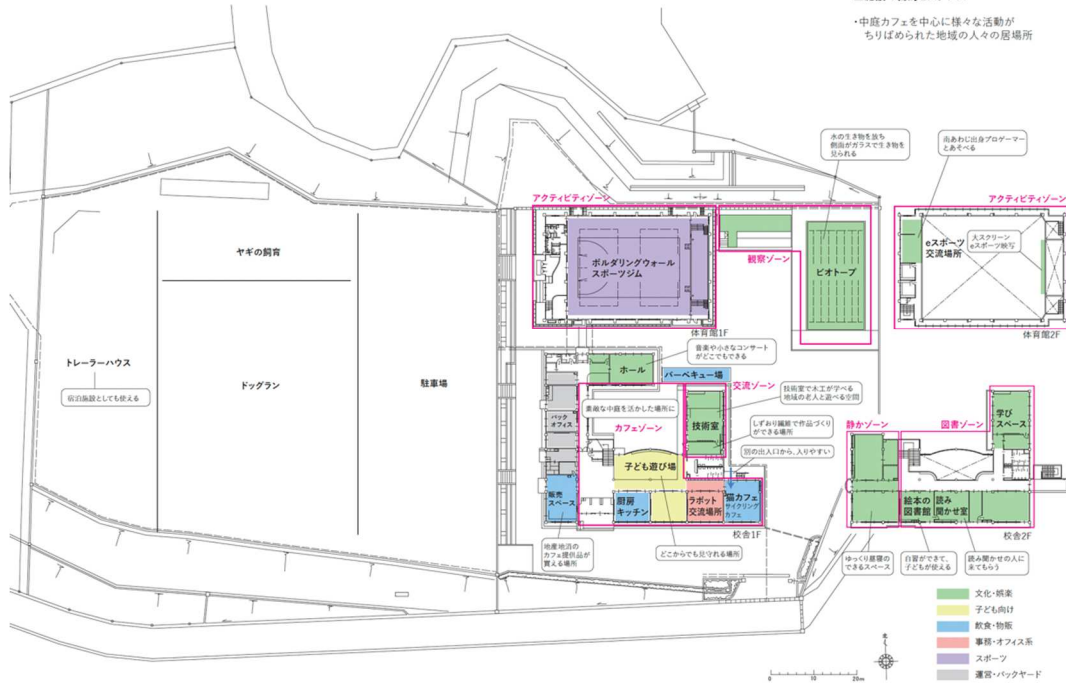 ・中庭カフェを中心に様々な活動が
ちりばめられた地域の人々の居場所
水の生き物を放ち
側面がガラスで生き物を
見られる
南あわじ出身プロゲーマー
とあそべる
アクティビティゾーン
アクティビティゾーン
ヤギの飼育
ボルダリングウォール
スポーツジム
観察ゾーン
ビオトープ
eスポーツ
交流場所
大スクリーン
eスポーツ映写
体育館1F
体育館2F
トレーラーハウス
宿泊施設としても使える
ドッグラン
駐車場
音楽や小さなコンサート
がどこでもできる
ホール
バーベキュー場
交流ゾーン
技術室で木工が学べる
地域の老人と遊べる空間
素敵な中庭を活かした場所に
カフェゾーン
技術室
しずおり織姫で作品づくり
ができる場所
バック
オフィス
別の出入口から、入りやすい
静かゾーン
図書ゾーン
学び
スペース
子ども遊び場
販売
スペース
厨房
キッチン
ラボット
交流場所
猫カフェ
サイクリング
カフェ
絵本の
図書館
読み
聞かせ室
校舎1F
校舎2F
地産地消の
カフェ提供品が
買える場所
どこからでも見守れる場所
ゆっくり昼寝の
できるスペース
自習ができて、
子どもが使える
読み聞かせの人に
来てもらう
文化・娯楽
子ども向け
飲食・物販
事務・オフィス系
スポーツ
運営・バックヤード
0 10 20m